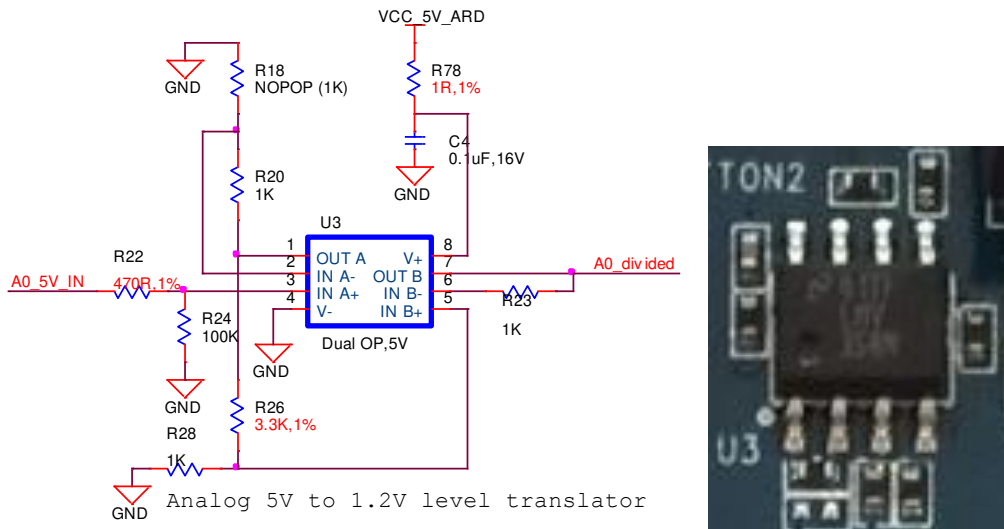 VCC_5V_ARD
R18
NOPOP (1K)
GND
R78
1R,1%
C4
0.1uF,16V
GND
R20
1K
U3
1
OUT A
V+
8
2
IN A-
OUT B
7
3
IN A+
IN B-
6
4
V-
IN B+
5
Dual OP,5V
A0_5V_IN
R22
470R,1%
R24
100K
GND
GND
A0_divided
R23
1K
R26
3.3K,1%
R28
1K
GND
Analog 5V to 1.2V level translator
TTON2
U3